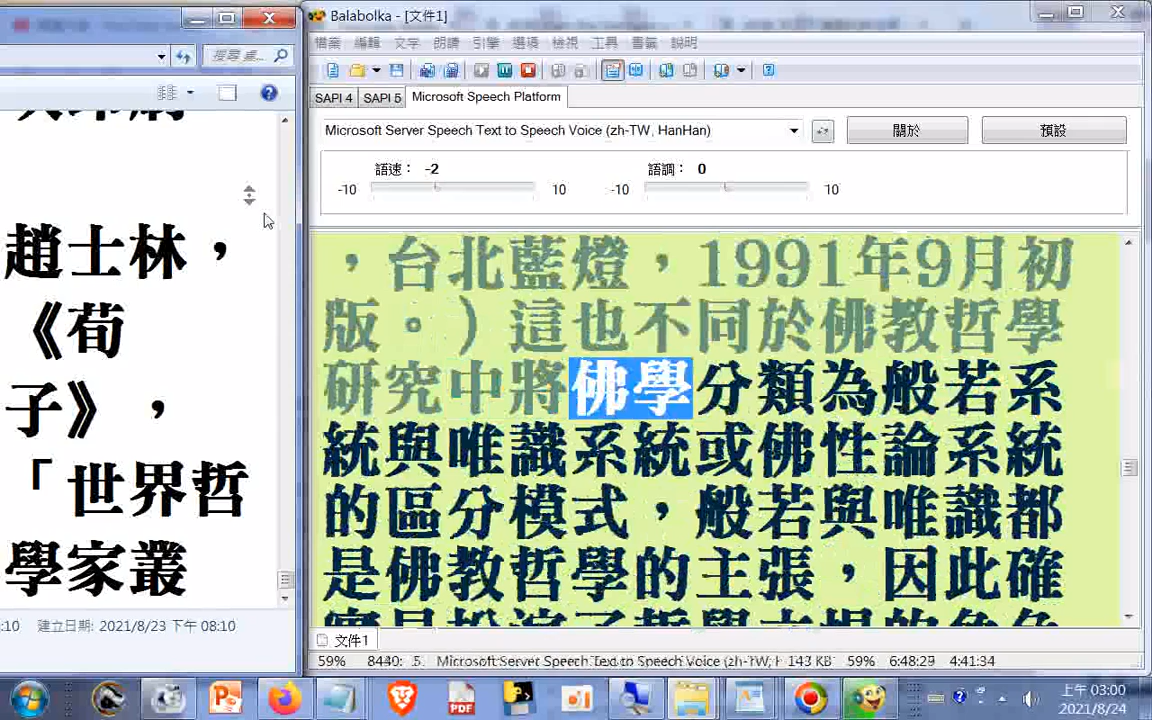 搜尋 桌...
趙士林，
《荀
子》，
「世界哲
學家叢
:10 建立日期: 2021/8/23 下午 08:10
Balabolka - [文件1]
檔案 編輯 文字 朗讀 引擎 選項 檢視 工具 書籤 說明
SAPI 4 SAPI 5 Microsoft Speech Platform
Microsoft Server Speech Text to Speech Voice (zh-TW, HanHan)
關於 預設
語速： -2 語調： 0
-10 10 -10 10
，台北藍燈，1991年9月初
版。）這也不同於佛教哲學
研究中將佛學分類為般若系
統與唯識系統或佛性論系統
的區分模式，般若與唯識都
是佛教哲學的主張，因此確
文件1
59% 8440: 5. Microsoft Server Speech Text to Speech Voice (zh-TW, H 143 KB 59% 6:48:29 4:41:34
PDF
上午 03:00
2021/8/24